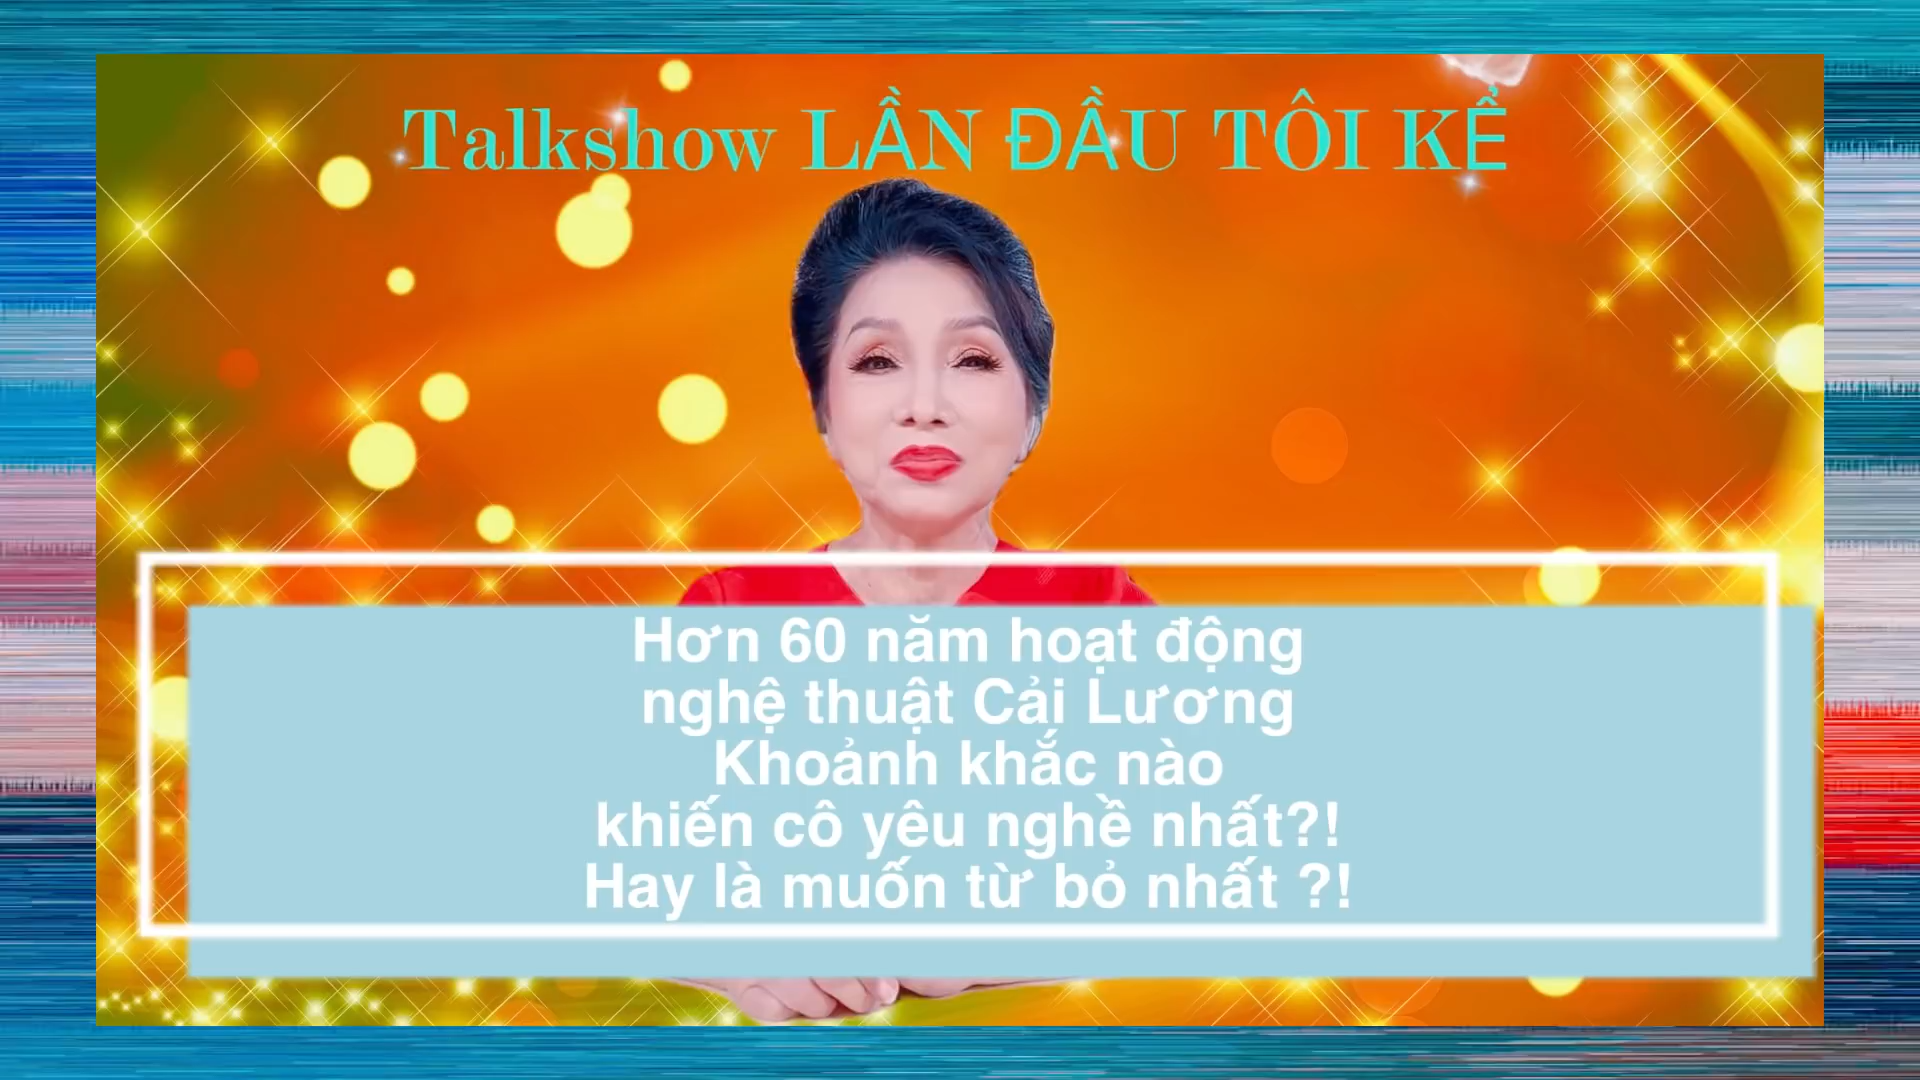 Talkshow LẦN ĐẦU TÔI KỂ
Hơn 60 năm hoạt động
nghệ thuật Cải Lương
Khoảnh khắc nào
khiến cô yêu nghề nhất?!
Hay là muốn từ bỏ nhất ?!